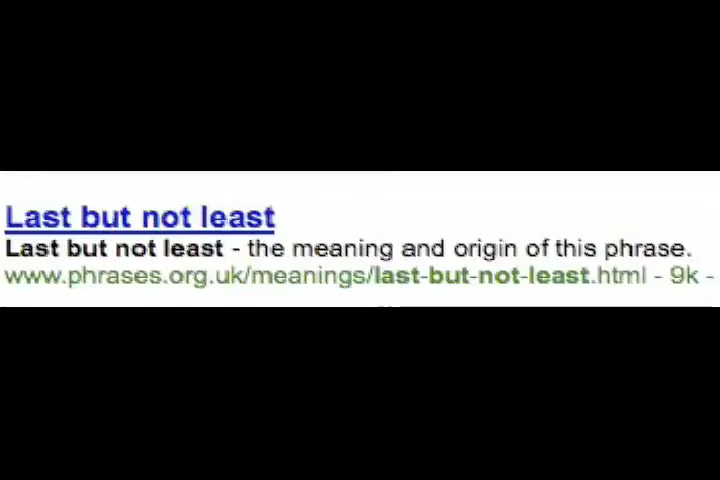 Last but not least
Last but not least - the meaning and origin of this phrase.
www.phrases.org.uk/meanings/last-but-not-least.html - 9k -